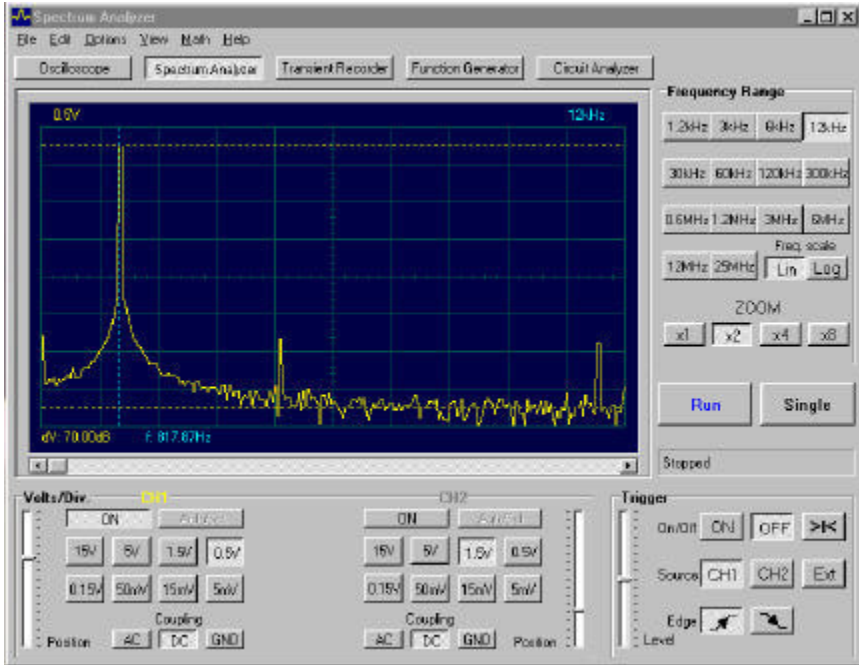 Spectrum Analyzer
File Edit Options View Math Help
Oscilloscope Spectrum Analyzer Transient Recorder Function Generator Circuit Analyzer
0.5V 12kHz
dV: 70.00dB f: 817.87Hz
Frequency Range
1.2kHz 3kHz 6kHz 12kHz
30kHz 60kHz 120kHz 300kHz
0.6MHz 1.2MHz 3MHz 6MHz
Freq. scale
12MHz 25MHz Lin Log
ZOOM
x1 x2 x4 x8
Run Single
Stopped
Volts/Div. CH1 CH2
ON ON
15V 5V 1.5V 0.5V 15V 5V 1.5V 0.5V
0.15V 50mV 15mV 5mV 0.15V 50mV 15mV 5mV
Coupling Coupling
Position AC DC GND AC DC GND Position
Trigger
On/Off ON OFF
Source CH1 CH2 Ext
Edge
Level